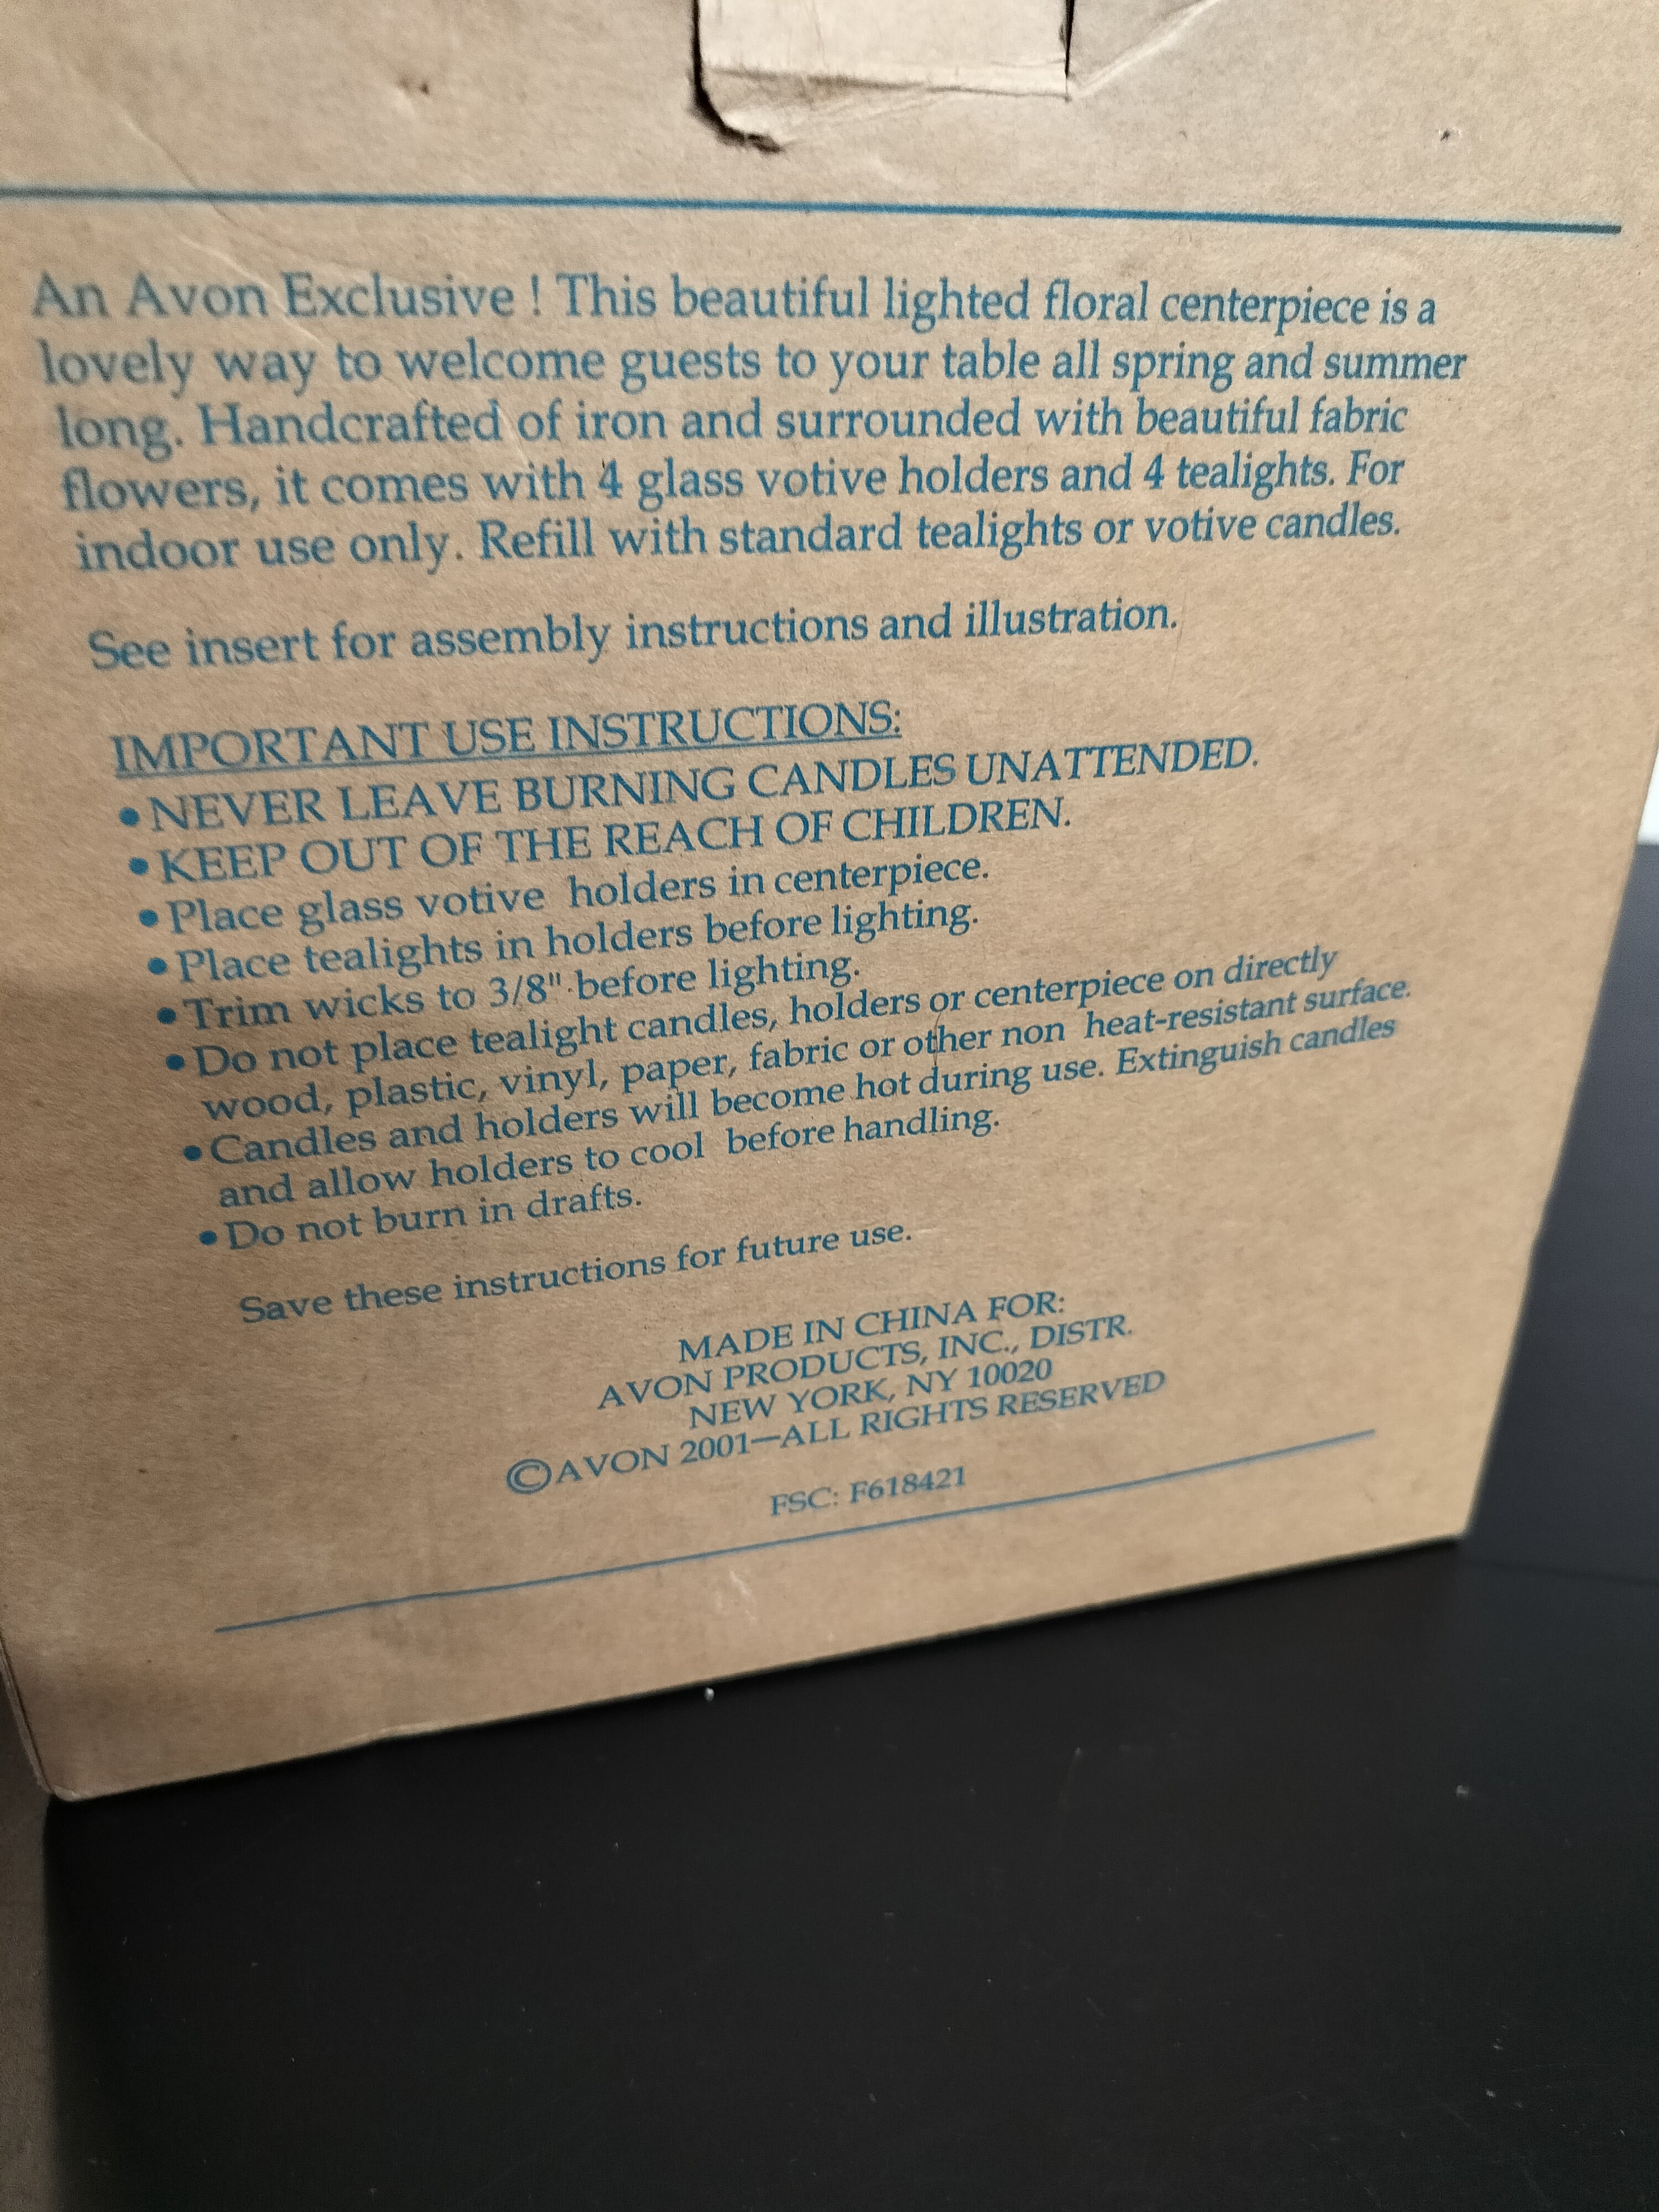 An Avon Exclusive ! This beautiful lighted floral centerpiece is a
lovely way to welcome guests to your table all spring and summer
long. Handcrafted of iron and surrounded with beautiful fabric
flowers, it comes with 4 glass votive holders and 4 tealights. For
indoor use only. Refill with standard tealights or votive candles.
See insert for assembly instructions and illustration.
IMPORTANT USE INSTRUCTIONS:
• NEVER LEAVE BURNING CANDLES UNATTENDED.
• KEEP OUT OF THE REACH OF CHILDREN.
• Place glass votive holders in centerpiece.
• Place tealights in holders before lighting.
• Trim wicks to 3/8" before lighting.
• Do not place tealight candles, holders or centerpiece on directly
wood, plastic, vinyl, paper, fabric or other non heat-resistant surface.
• Candles and holders will become hot during use. Extinguish candles
and allow holders to cool before handling.
• Do not burn in drafts.
Save these instructions for future use.
MADE IN CHINA FOR:
AVON PRODUCTS, INC., DISTR.
NEW YORK, NY 10020
©AVON 2001—ALL RIGHTS RESERVED
FSC: F618421